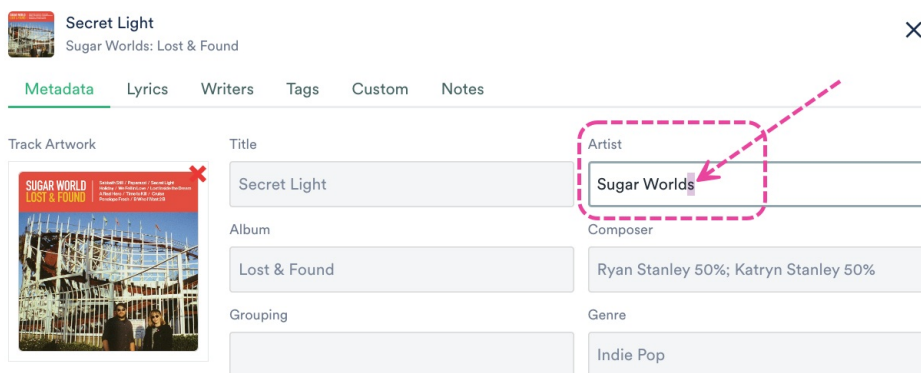 Secret Light
Sugar Worlds: Lost & Found
Metadata Lyrics Writers Tags Custom Notes
Track Artwork
SUGAR WORLD
LOST & FOUND
Title
Secret Light
Artist
Sugar Worlds
Album
Lost & Found
Composer
Ryan Stanley 50%; Katryn Stanley 50%
Grouping
Genre
Indie Pop